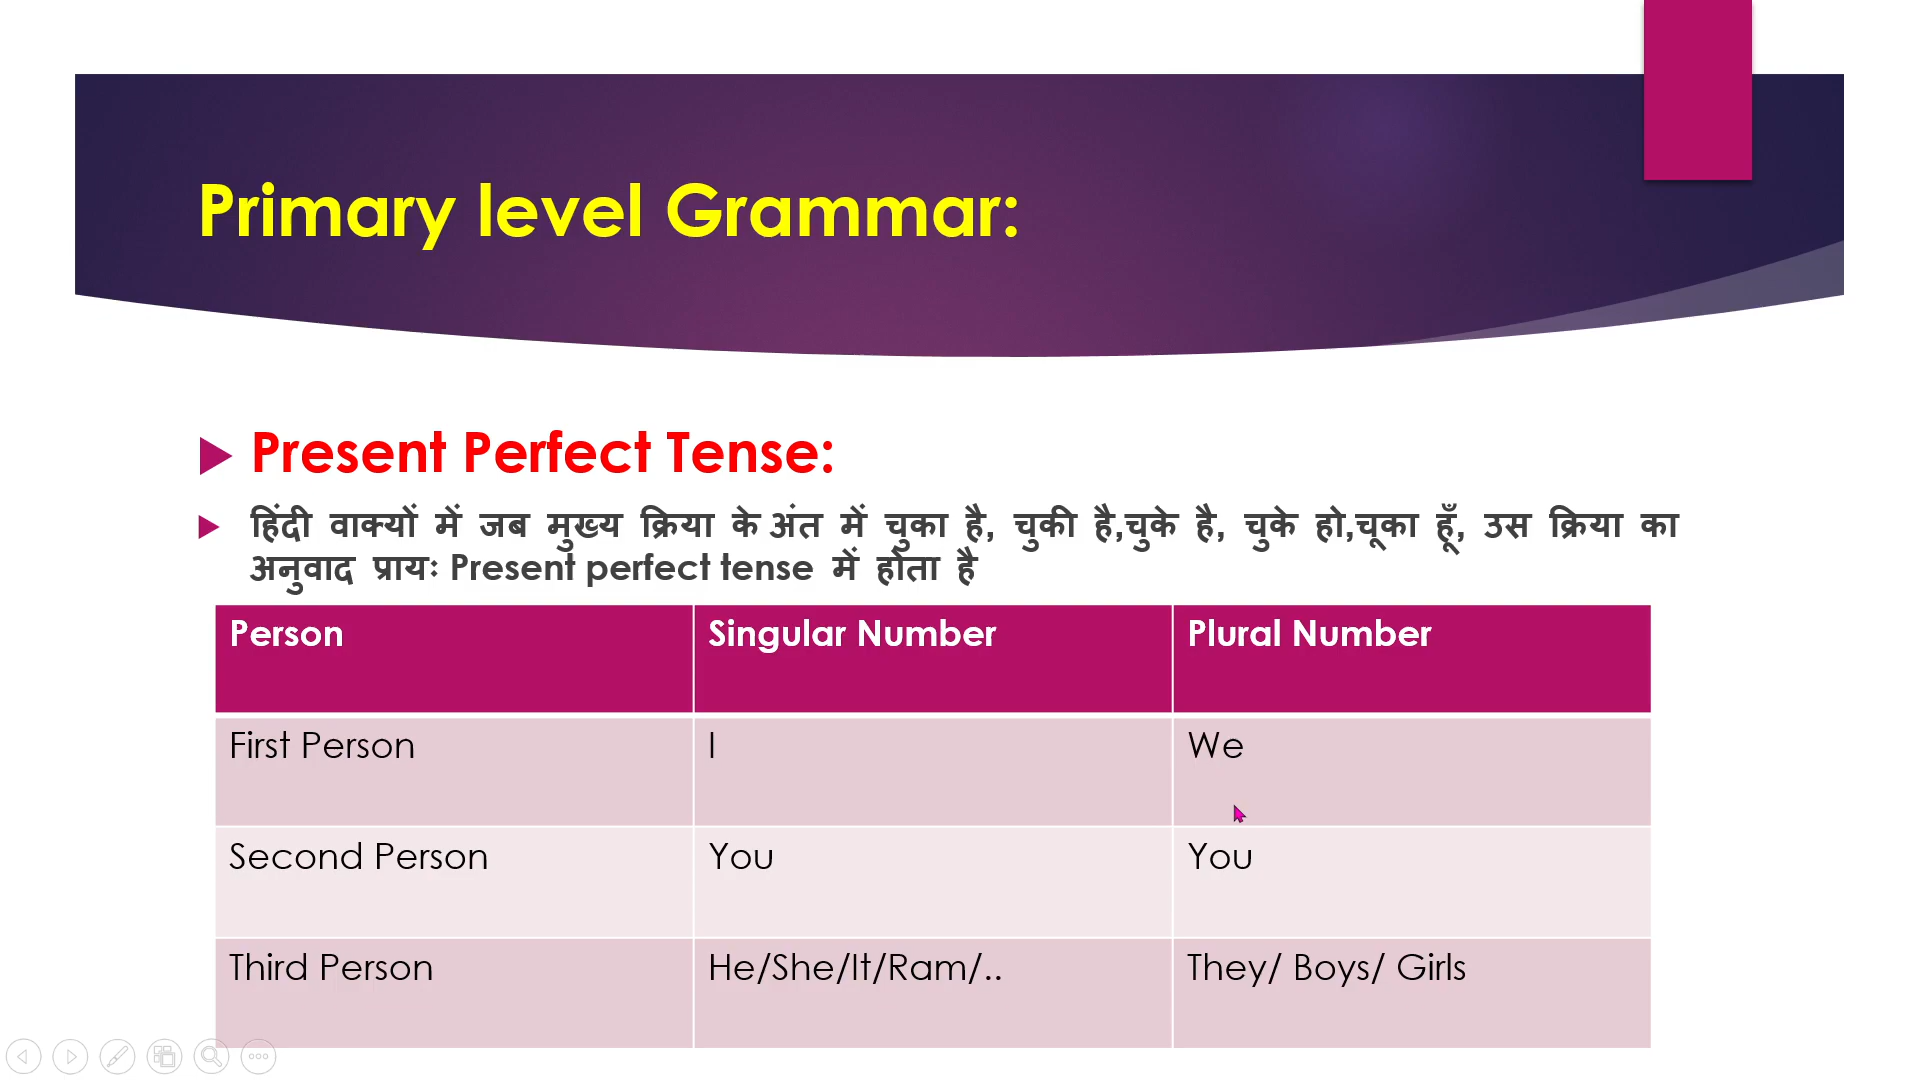 Primary level Grammar:
Present Perfect Tense:
हिंदी वाक्यों में जब मुख्य क्रिया के अंत में चुका है, चुकी है,चुके है, चुके हो,चूका हूँ, उस क्रिया का
अनुवाद प्रायः Present perfect tense में होता है
Person Singular Number Plural Number
First Person I We
Second Person You You
Third Person He/She/It/Ram/.. They/ Boys/ Girls